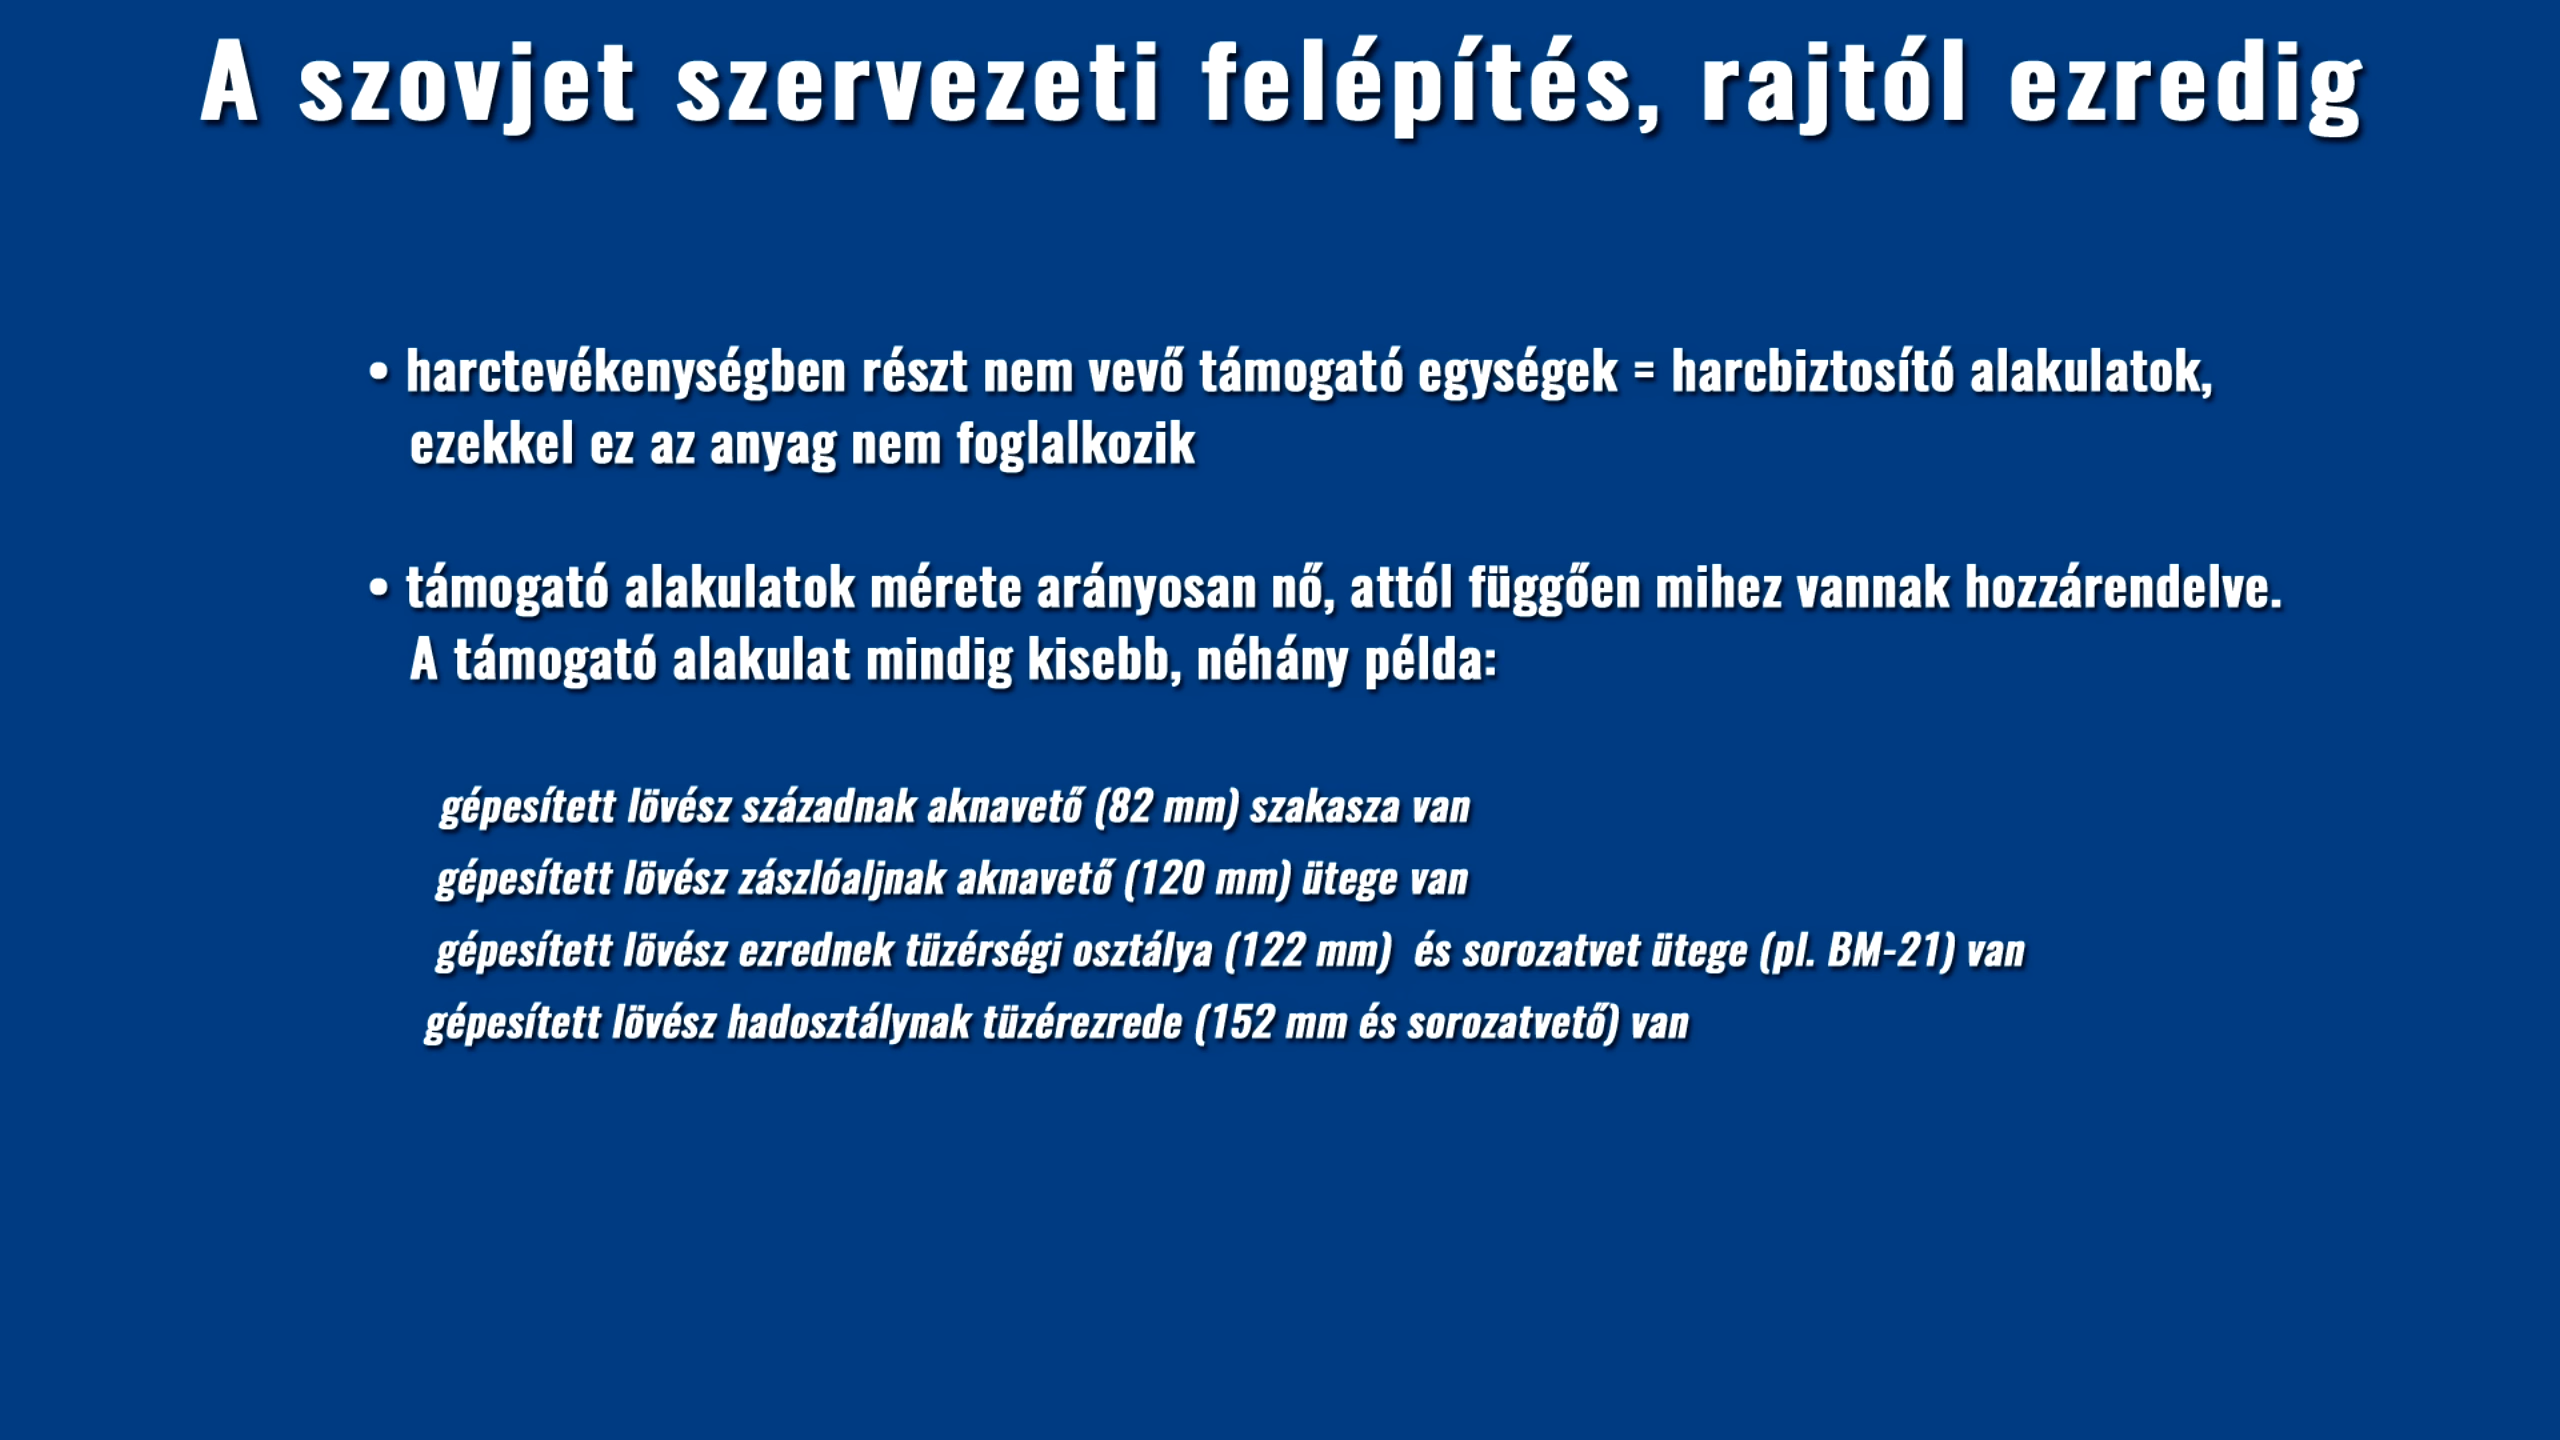 A szovjet szervezeti felépítés, rajtól ezredig
• harctevékenységben részt nem vevő támogató egységek = harcbiztosító alakulatok,
ezekkel ez az anyag nem foglalkozik
• támogató alakulatok mérete arányosan nő, attól függően mihez vannak hozzárendelve.
A támogató alakulat mindig kisebb, néhány példa:
gépesített lövész századnak aknavető (82 mm) szakasza van
gépesített lövész zászlóaljnak aknavető (120 mm) ütege van
gépesített lövész ezrednek tüzérségi osztálya (122 mm)  és sorozatvet ütege (pl. BM-21) van
gépesített lövész hadosztálynak tüzérezrede (152 mm és sorozatvető) van